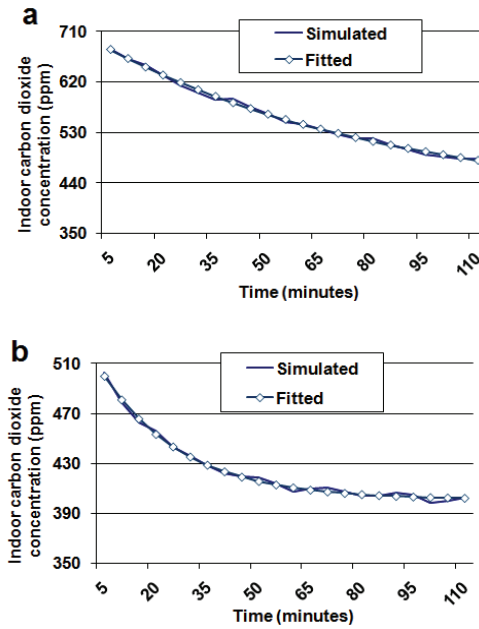 a
710
620
530
440
350
Indoor carbon dioxide
concentration (ppm)
Simulated
Fitted
5
20
35
50
65
80
95
110
Time (minutes)
b
510
470
430
390
350
Indoor carbon dioxide
concentration (ppm)
Simulated
Fitted
5
20
35
50
65
80
95
110
Time (minutes)